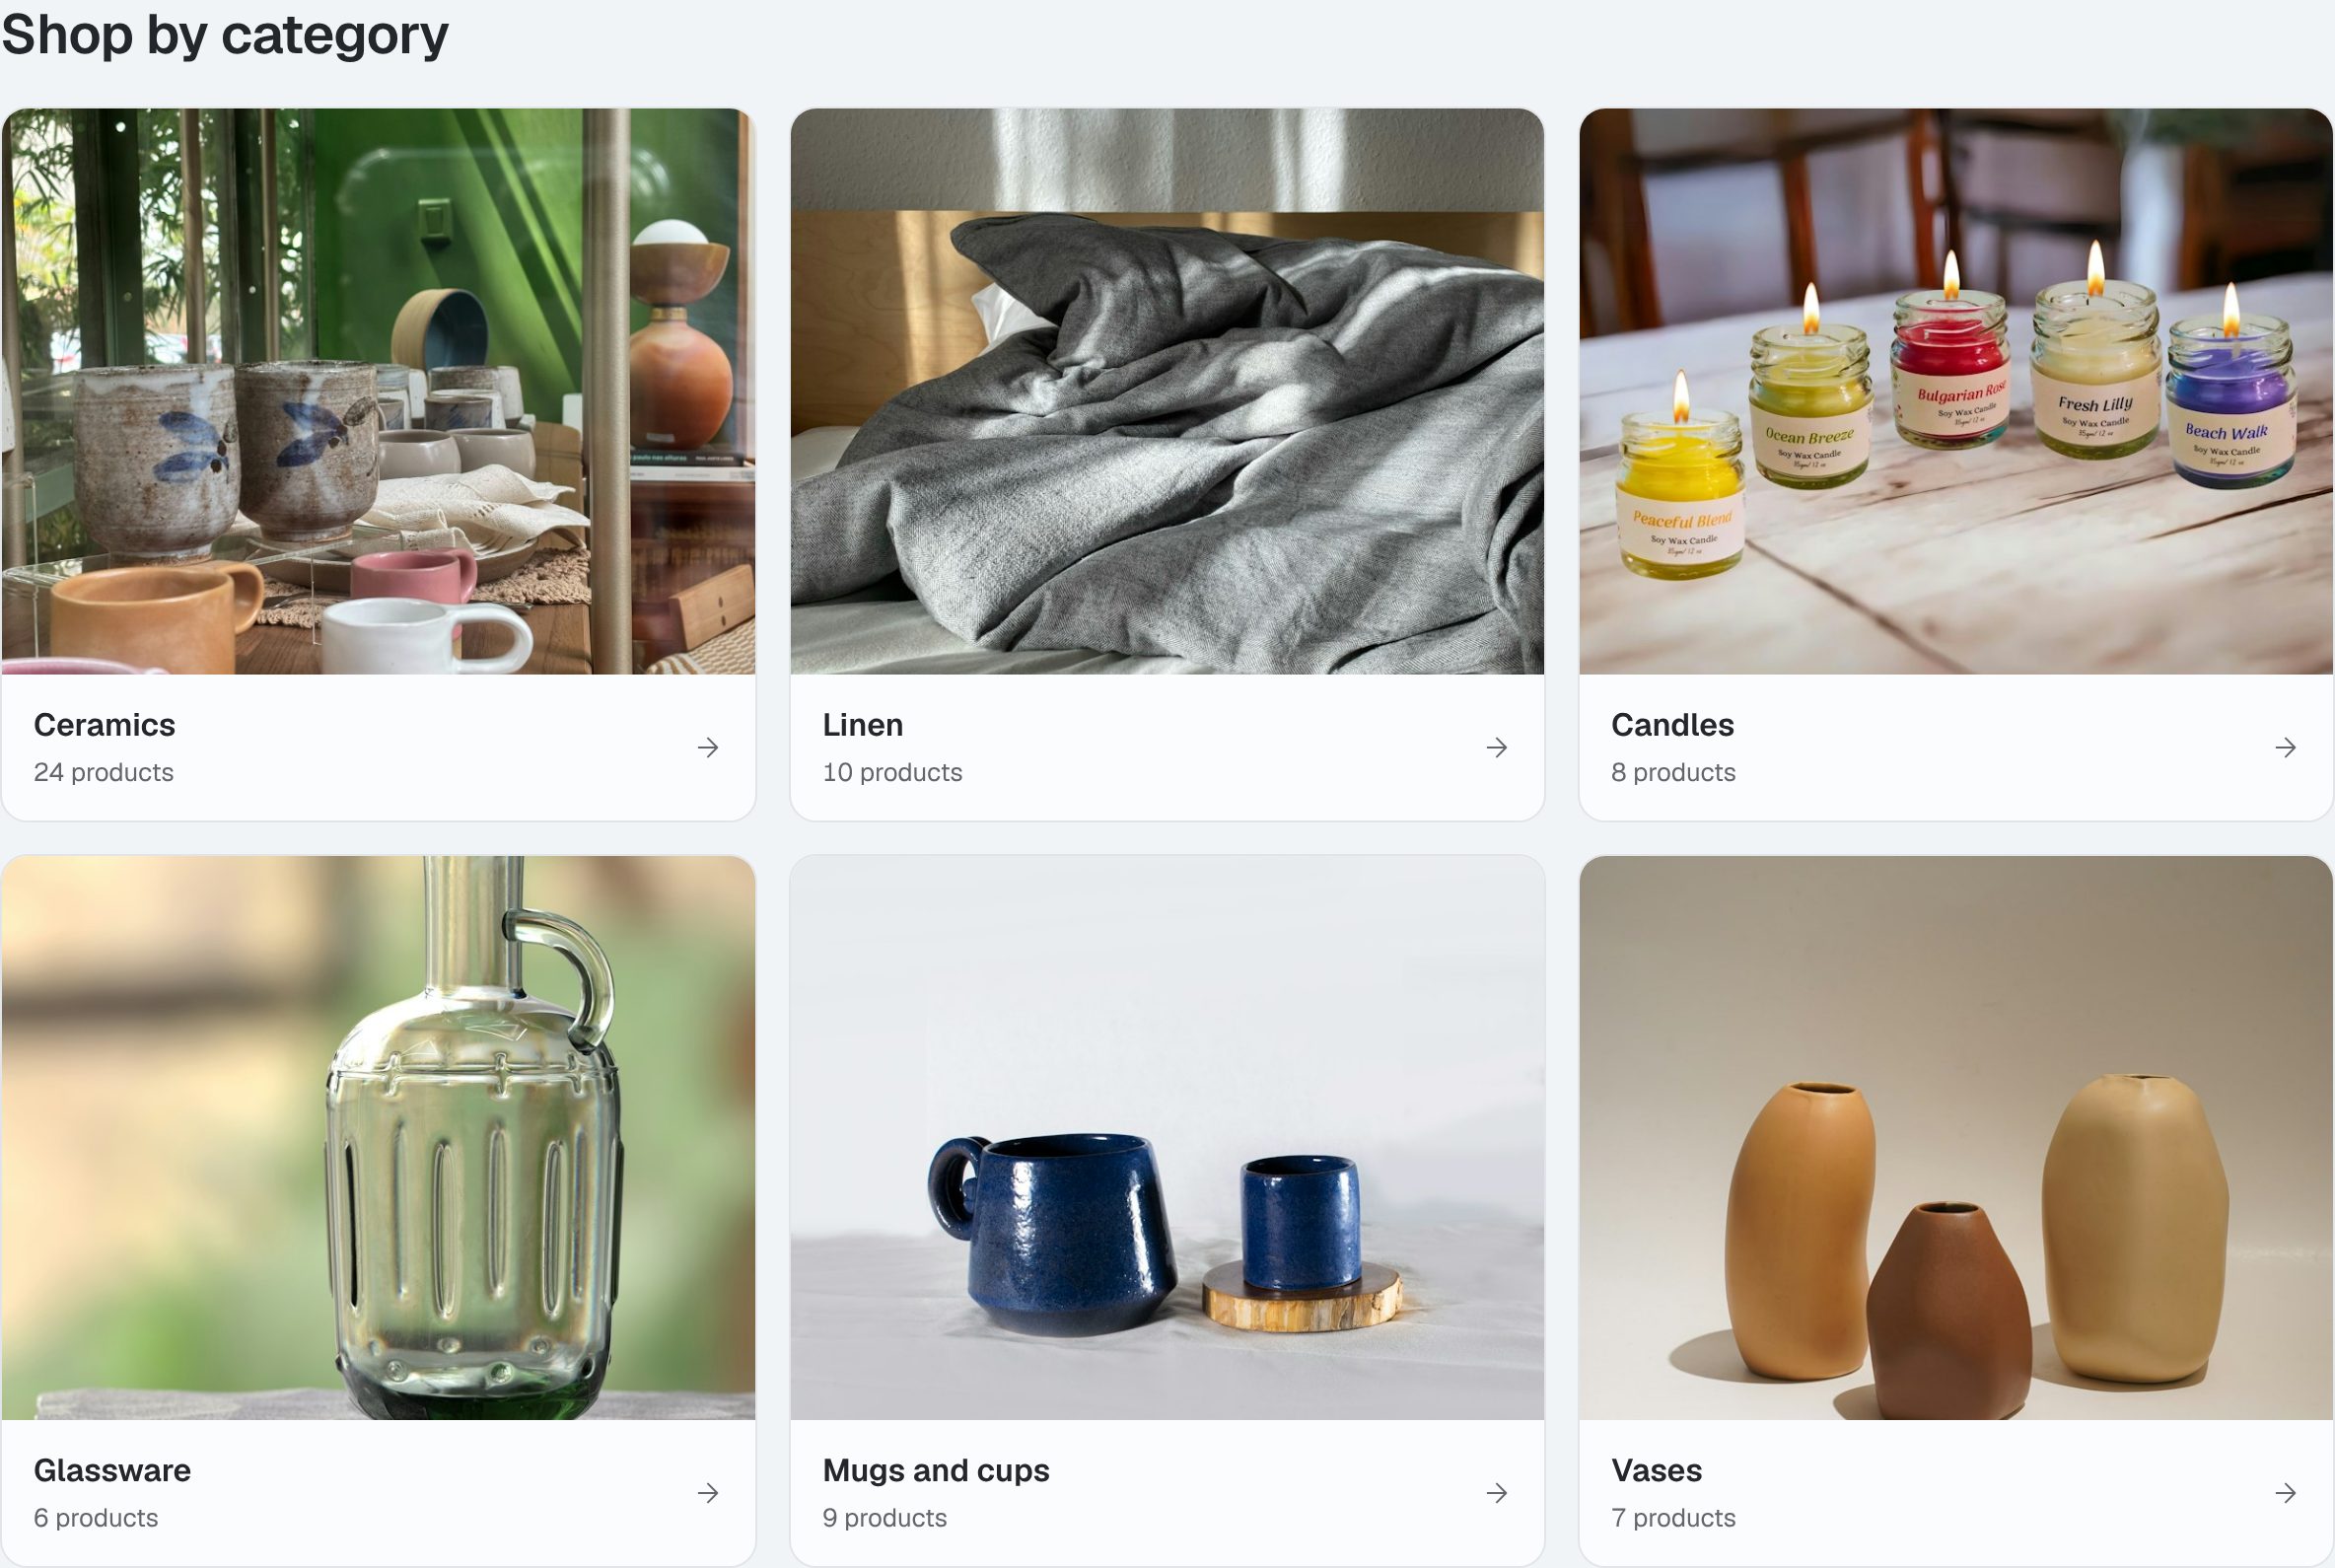 Shop by category
Peaceful Blend
Soy Wax Candle
Ocean Breeze
Soy Wax Candle
Bulgarian Rose
Soy Wax Candle
Fresh Lilly
Soy Wax Candle
Beach Walk
Soy Wax Candle
Ceramics
24 products
Linen
10 products
Candles
8 products
Glassware
6 products
Mugs and cups
9 products
Vases
7 products